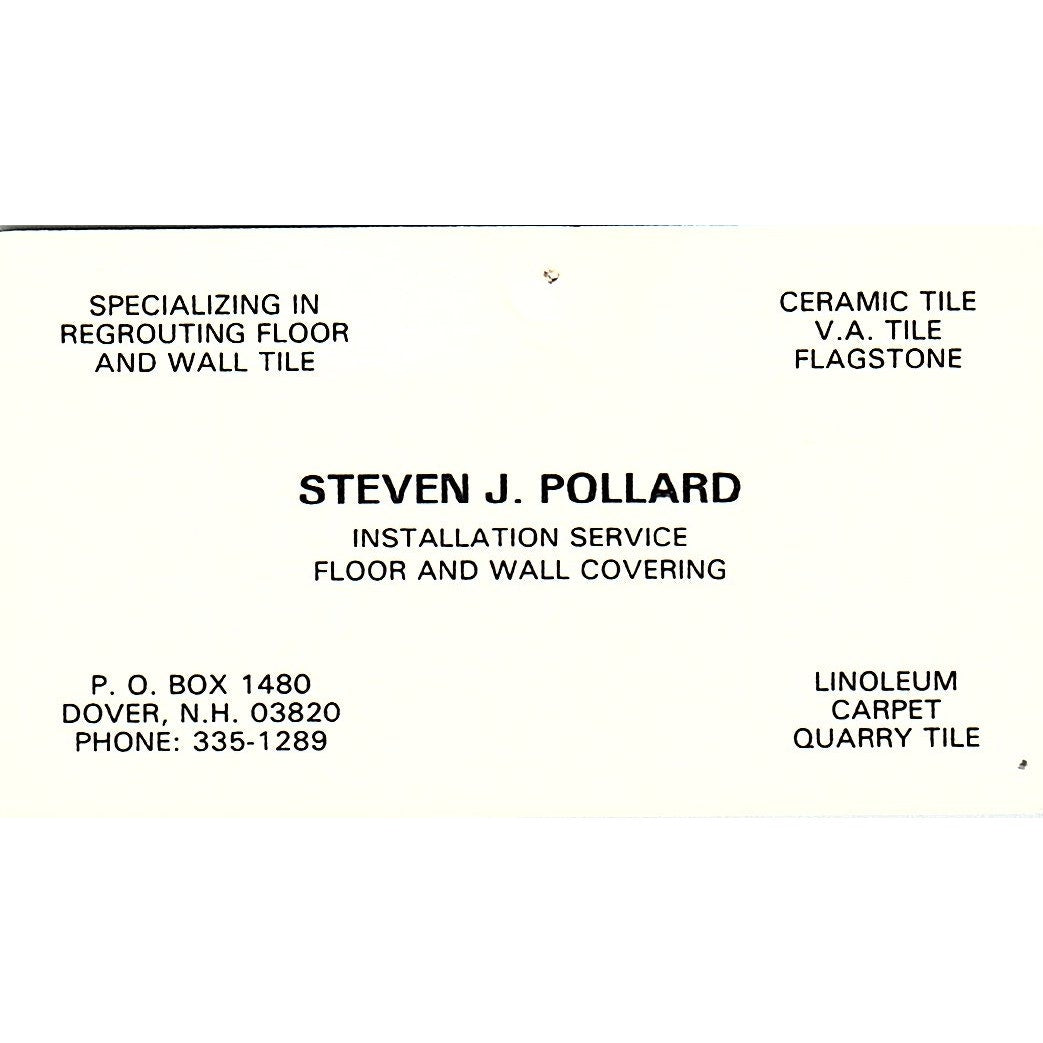 SPECIALIZING IN
REGROUTING FLOOR
AND WALL TILE
CERAMIC TILE
V.A. TILE
FLAGSTONE
STEVEN J. POLLARD
INSTALLATION SERVICE
FLOOR AND WALL COVERING
P. O. BOX 1480
DOVER, N.H. 03820
PHONE: 335-1289
LINOLEUM
CARPET
QUARRY TILE